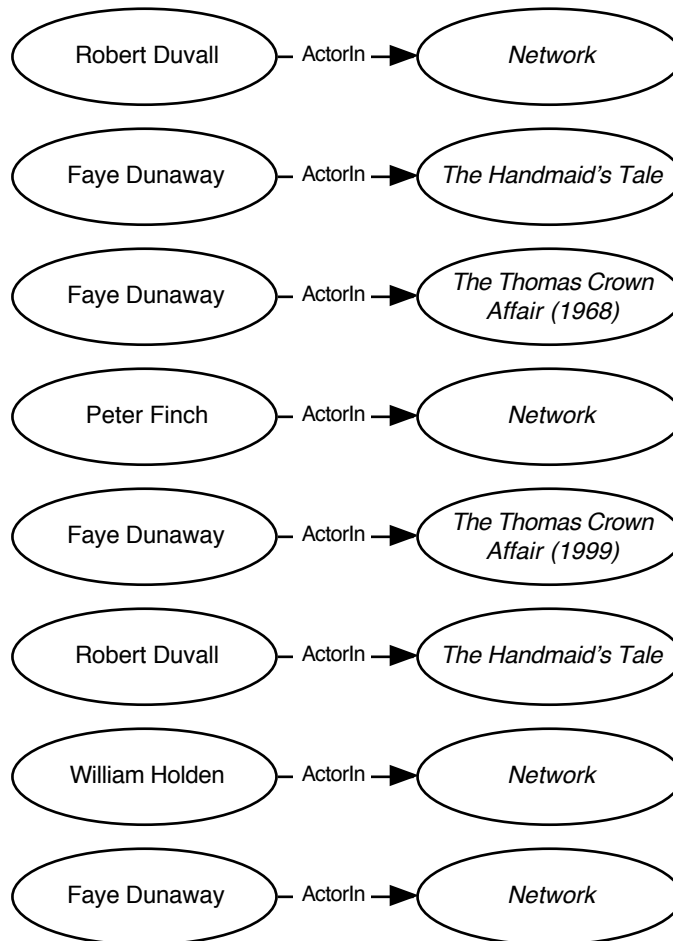 Robert Duvall ActorIn Network
Faye Dunaway ActorIn The Handmaid's Tale
Faye Dunaway ActorIn The Thomas Crown
Affair (1968)
Peter Finch ActorIn Network
Faye Dunaway ActorIn The Thomas Crown
Affair (1999)
Robert Duvall ActorIn The Handmaid's Tale
William Holden ActorIn Network
Faye Dunaway ActorIn Network